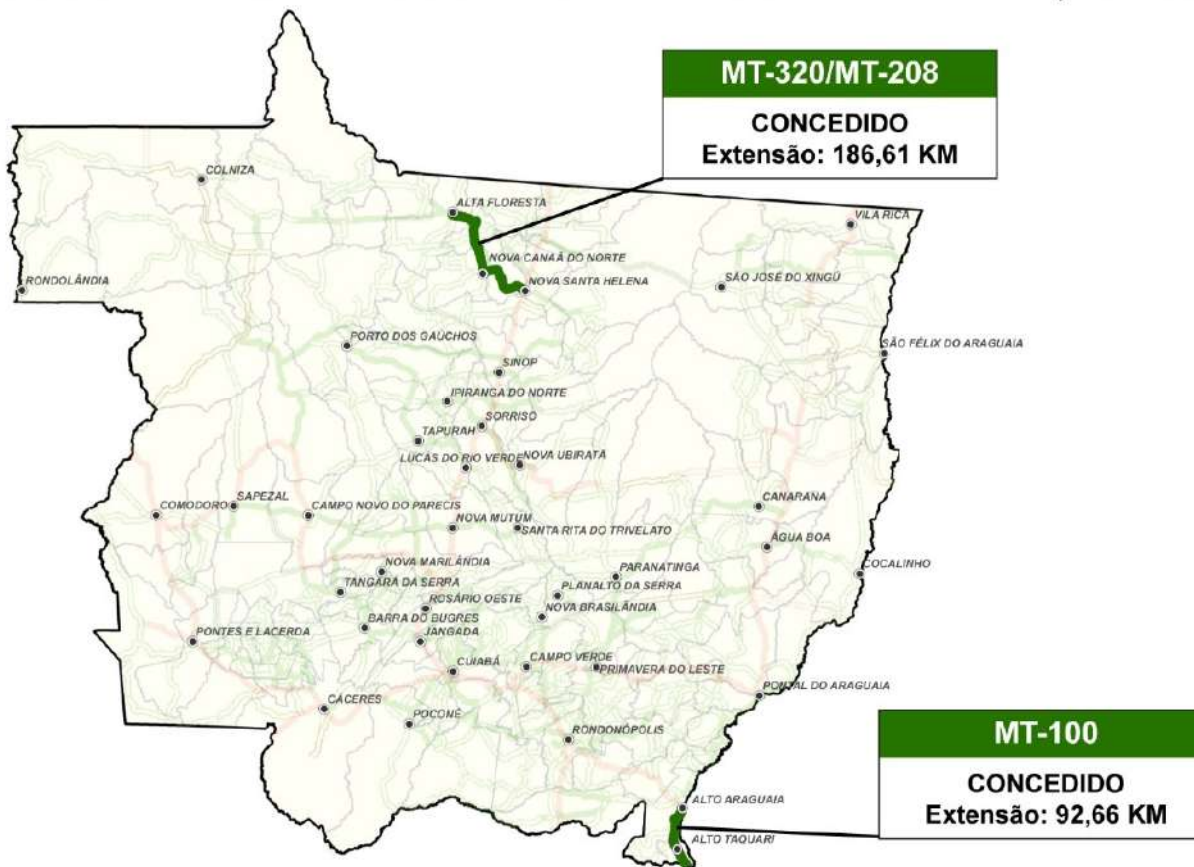 MT-320/MT-208
CONCEDIDO
Extensão: 186,61 KM
COLNIZA
ALTA FLORESTA
VILA RICA
NOVA CANAÃ DO NORTE
RONDOLÂNDIA
NOVA SANTA HELENA
SÃO JOSÉ DO XINGÚ
PORTO DOS GAÚCHOS
SÃO FÉLIX DO ARAGUAIA
SINOP
IPIRANGA DO NORTE
SORRISO
TAPURAH
LUCAS DO RIO VERDE
NOVA UBIRATÃ
COMODORO
SAPEZAL
CAMPO NOVO DO PARECIS
CANARANA
NOVA MUTUM
SANTA RITA DO TRIVELATO
ÁGUA BOA
NOVA MARILÂNDIA
PARANATINGA
COCALINHO
TANGARÁ DA SERRA
PLANALTO DA SERRA
ROSÁRIO OESTE
NOVA BRASILÂNDIA
BARRA DO BUGRES
PONTES E LACERDA
JANGADA
CUIABÁ
CAMPO VERDE
PRIMAVERA DO LESTE
PONTAL DO ARAGUAIA
CÁCERES
POCONÉ
RONDONÓPOLIS
MT-100
CONCEDIDO
Extensão: 92,66 KM
ALTO ARAGUAIA
ALTO TAQUARI